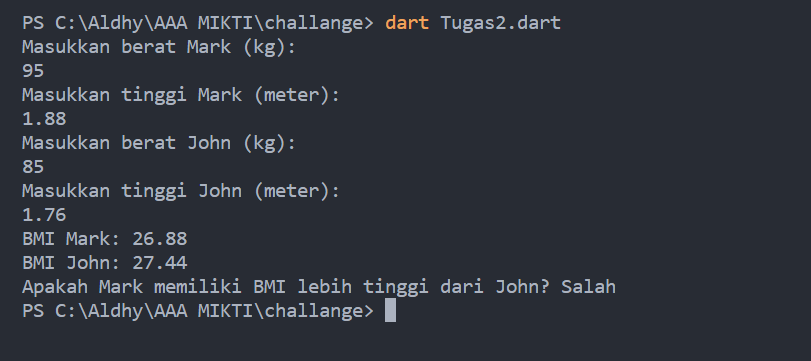 PS C:\Aldhy\AAA MIKTI\challange> dart Tugas2.dart
Masukkan berat Mark (kg):
95
Masukkan tinggi Mark (meter):
1.88
Masukkan berat John (kg):
85
Masukkan tinggi John (meter):
1.76
BMI Mark: 26.88
BMI John: 27.44
Apakah Mark memiliki BMI lebih tinggi dari John? Salah
PS C:\Aldhy\AAA MIKTI\challange>